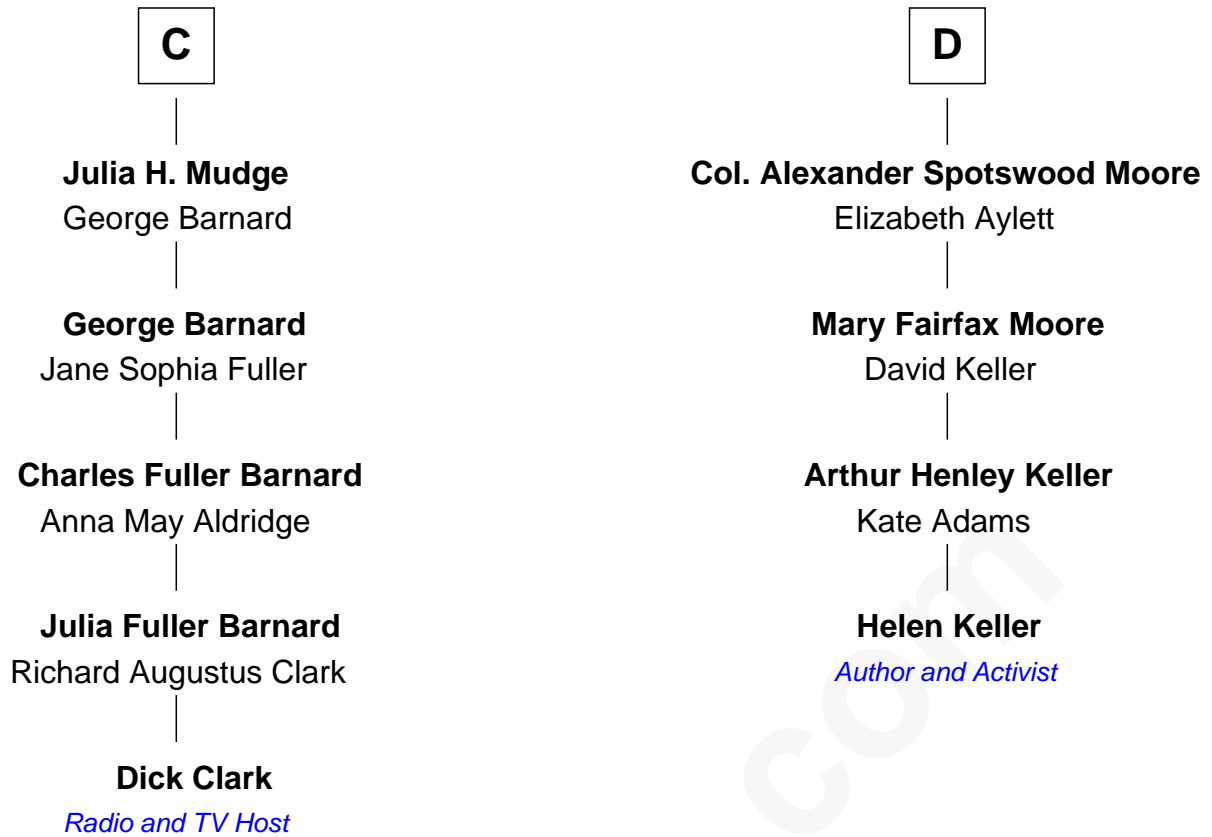 C
Julia H. Mudge
George Barnard
George Barnard
Jane Sophia Fuller
Charles Fuller Barnard
Anna May Aldridge
Julia Fuller Barnard
Richard Augustus Clark
Dick Clark
Radio and TV Host
D
Col. Alexander Spotswood Moore
Elizabeth Aylett
Mary Fairfax Moore
David Keller
Arthur Henley Keller
Kate Adams
Helen Keller
Author and Activist
com